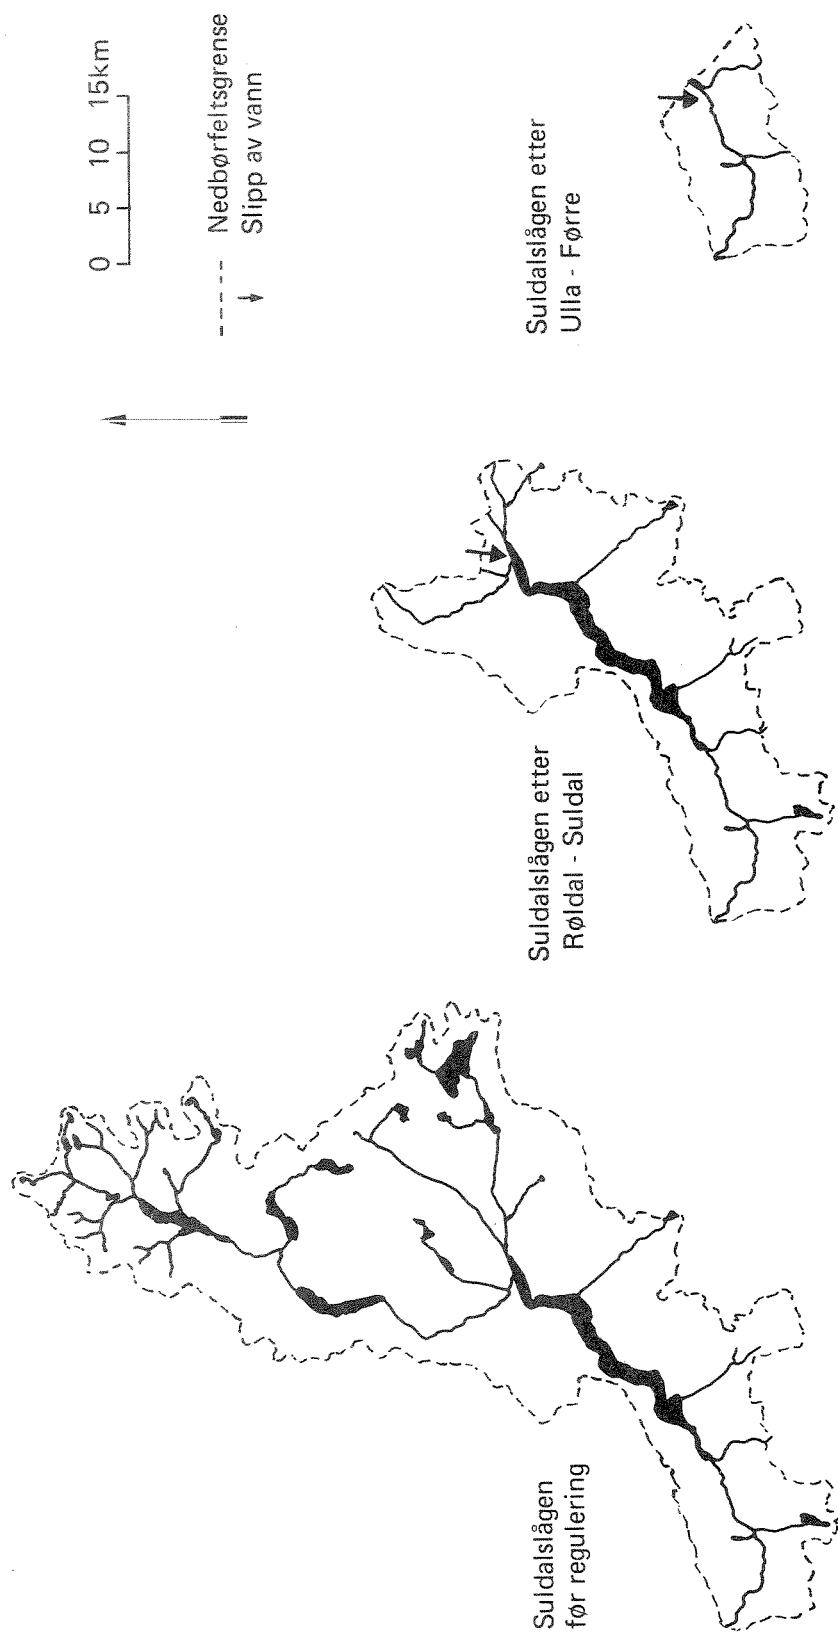 0 5 10 15km
Nedbørfeltsgrense
Slipp av vann
Suldalslågen
før regulering
Suldalslågen etter
Røldal - Suldal
Suldalslågen etter
Ulla - Førre